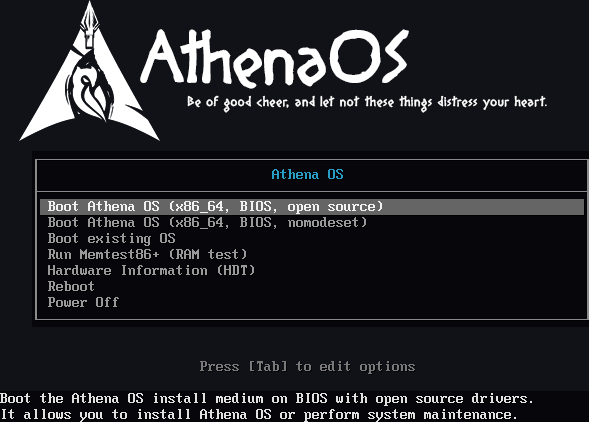 AthenaOS
Be of good cheer, and let not these things distress your heart.
Athena OS
Boot Athena OS (x86_64, BIOS, open source)
Boot Athena OS (x86_64, BIOS, nomodeset)
Boot existing OS
Run Memtest86+ (RAM test)
Hardware Information (HDT)
Reboot
Power Off
Press [Tab] to edit options
Boot the Athena OS install medium on BIOS with open source drivers.
It allows you to install Athena OS or perform system maintenance.